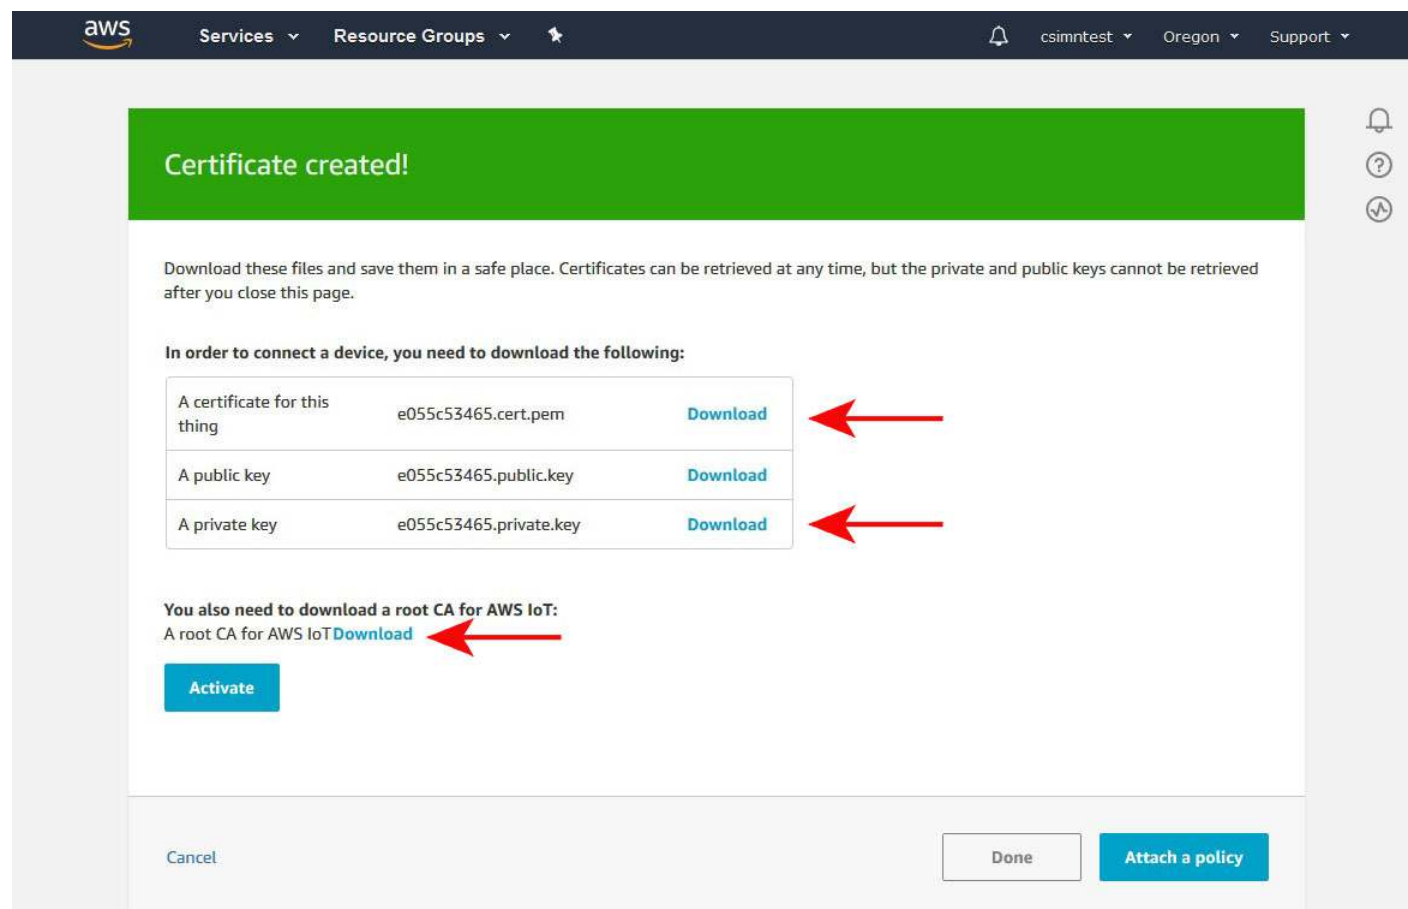 aws Services Resource Groups csimntest Oregon Support
Certificate created!
Download these files and save them in a safe place. Certificates can be retrieved at any time, but the private and public keys cannot be retrieved
after you close this page.
In order to connect a device, you need to download the following:
A certificate for this
thing e055c53465.cert.pem Download
A public key e055c53465.public.key Download
A private key e055c53465.private.key Download
You also need to download a root CA for AWS IoT:
A root CA for AWS IoTDownload
Activate
Cancel Done Attach a policy